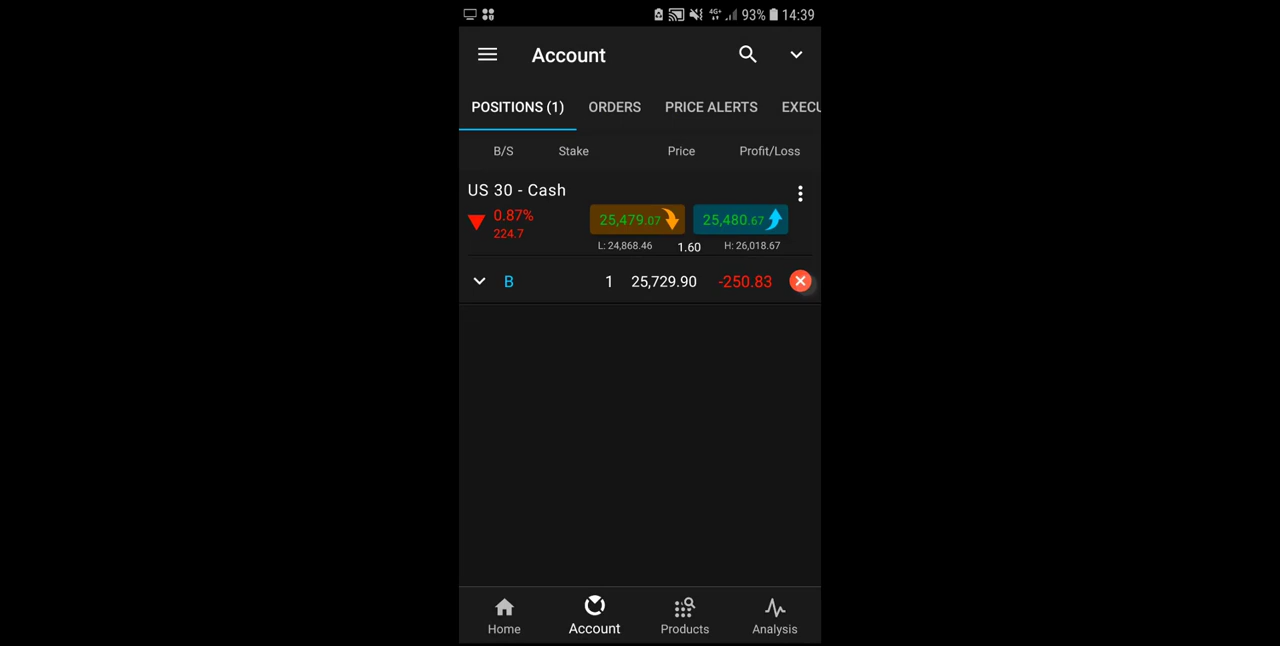 4G+ 93% 14:39
Account
POSITIONS (1) ORDERS PRICE ALERTS EXECU
B/S Stake Price Profit/Loss
US 30 - Cash
0.87% 25,479.07 25,480.67
224.7
L: 24,868.46 1.60 H: 26,018.67
B 1 25,729.90 -250.83
Home Account Products Analysis